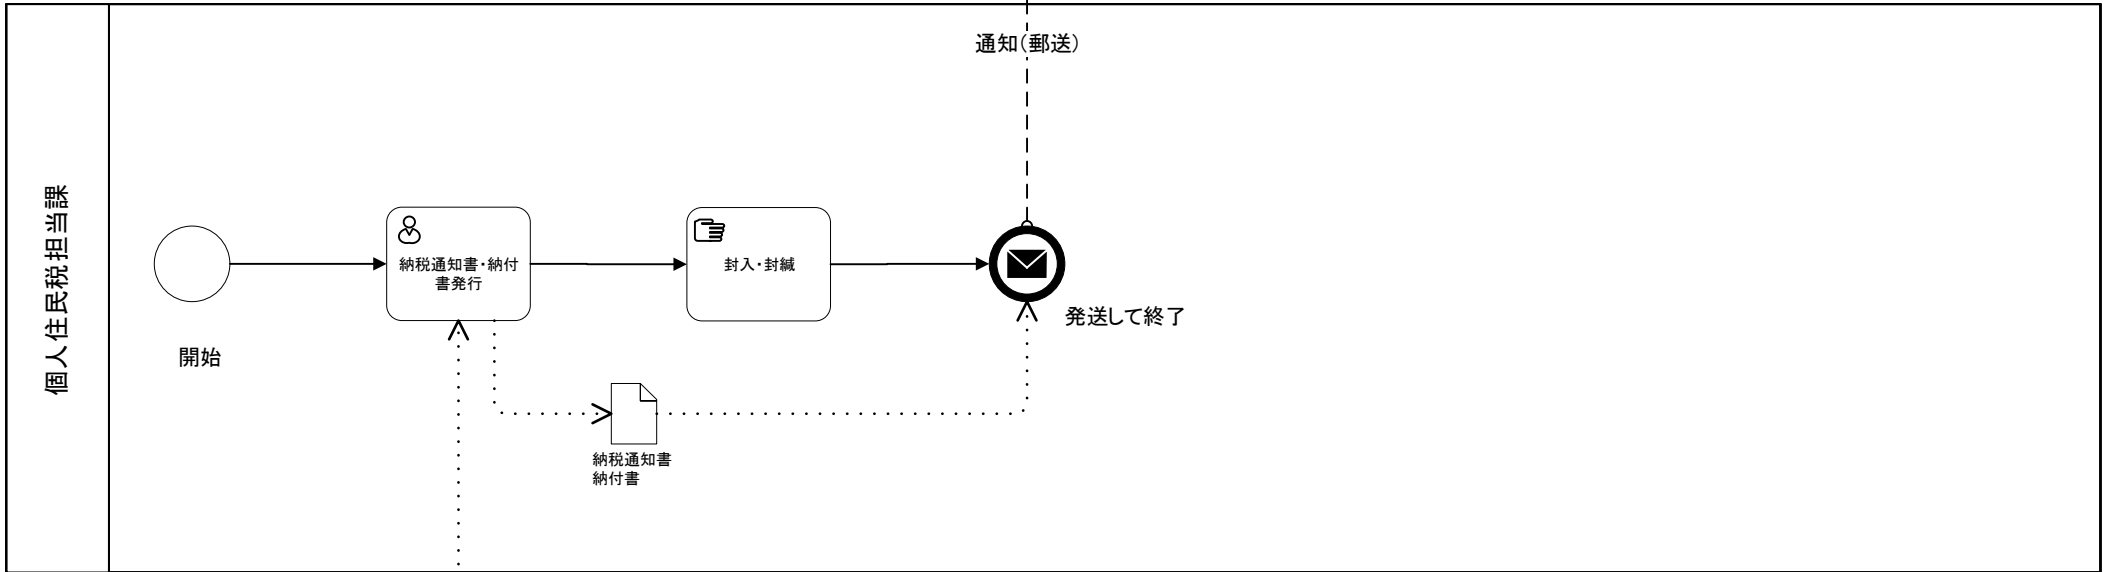 通知(郵送)
個人住民税担当課
納税通知書・納付
書発行
封入・封緘
発送して終了
開始
納税通知書
納付書